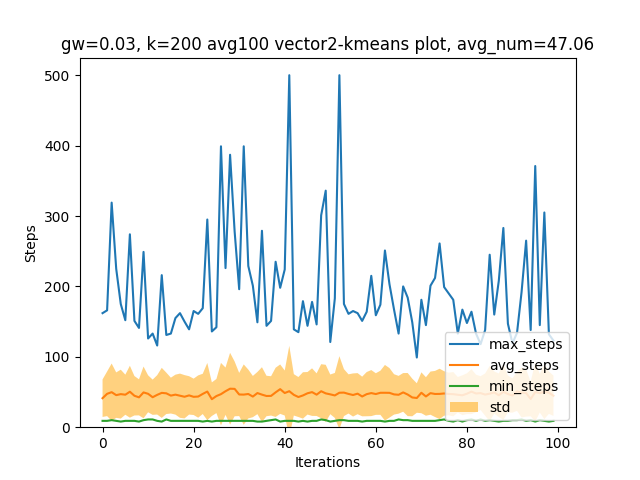 gw=0.03, k=200 avg100 vector2-kmeans plot, avg_num=47.06
500
400
300
200
100
0
Steps
0
20
40
60
80
100
Iterations
max_steps
avg_steps
min_steps
std